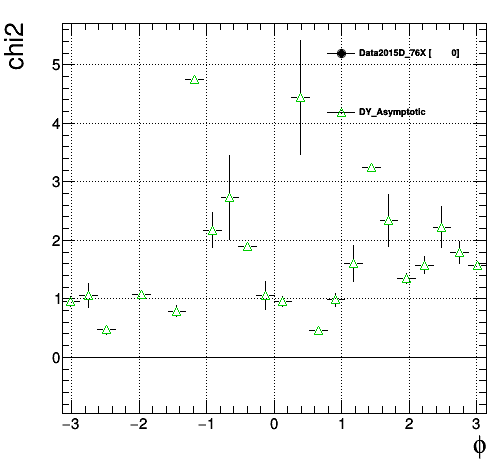 chi2
Data2015D_76X [ 0]
DY_Asymptotic
5
4
3
2
1
0
−3 −2 −1 0 1 2 3
ϕ